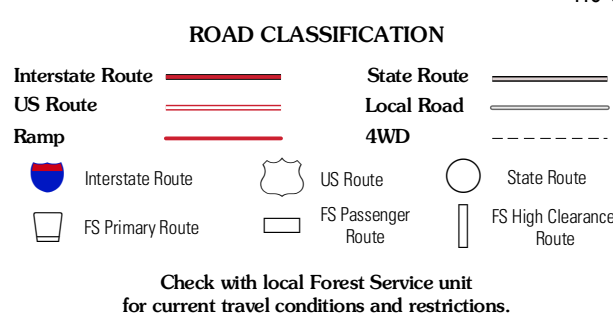 ROAD CLASSIFICATION
Interstate Route State Route
US Route Local Road
Ramp 4WD
Interstate Route US Route State Route
FS Primary Route
FS Passenger
Route
FS High Clearance
Route
Check with local Forest Service unit
for current travel conditions and restrictions.